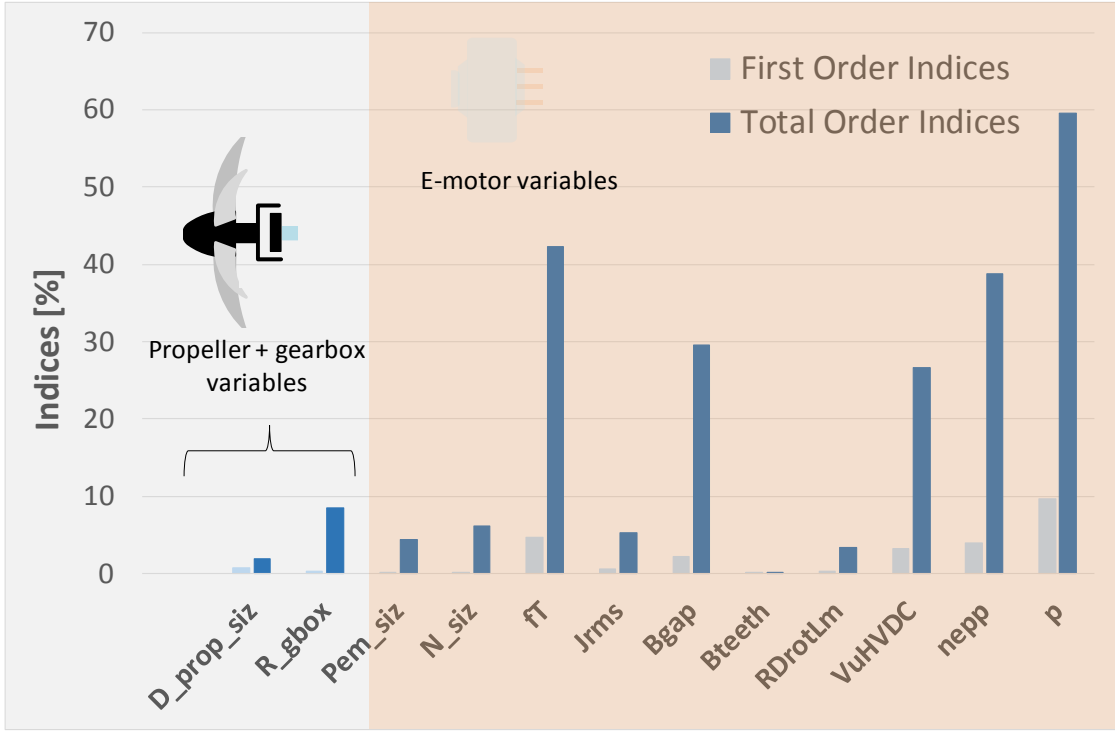 70
60
50
40
30
20
10
0
Indices [%]
First Order Indices
Total Order Indices
E-motor variables
Propeller + gearbox
variables
D_prop_siz
R_gbox
Pem_siz
N_siz
fT
Jrms
Bgap
Bteeth
RDrotLm
VuHVDC
nepp
p